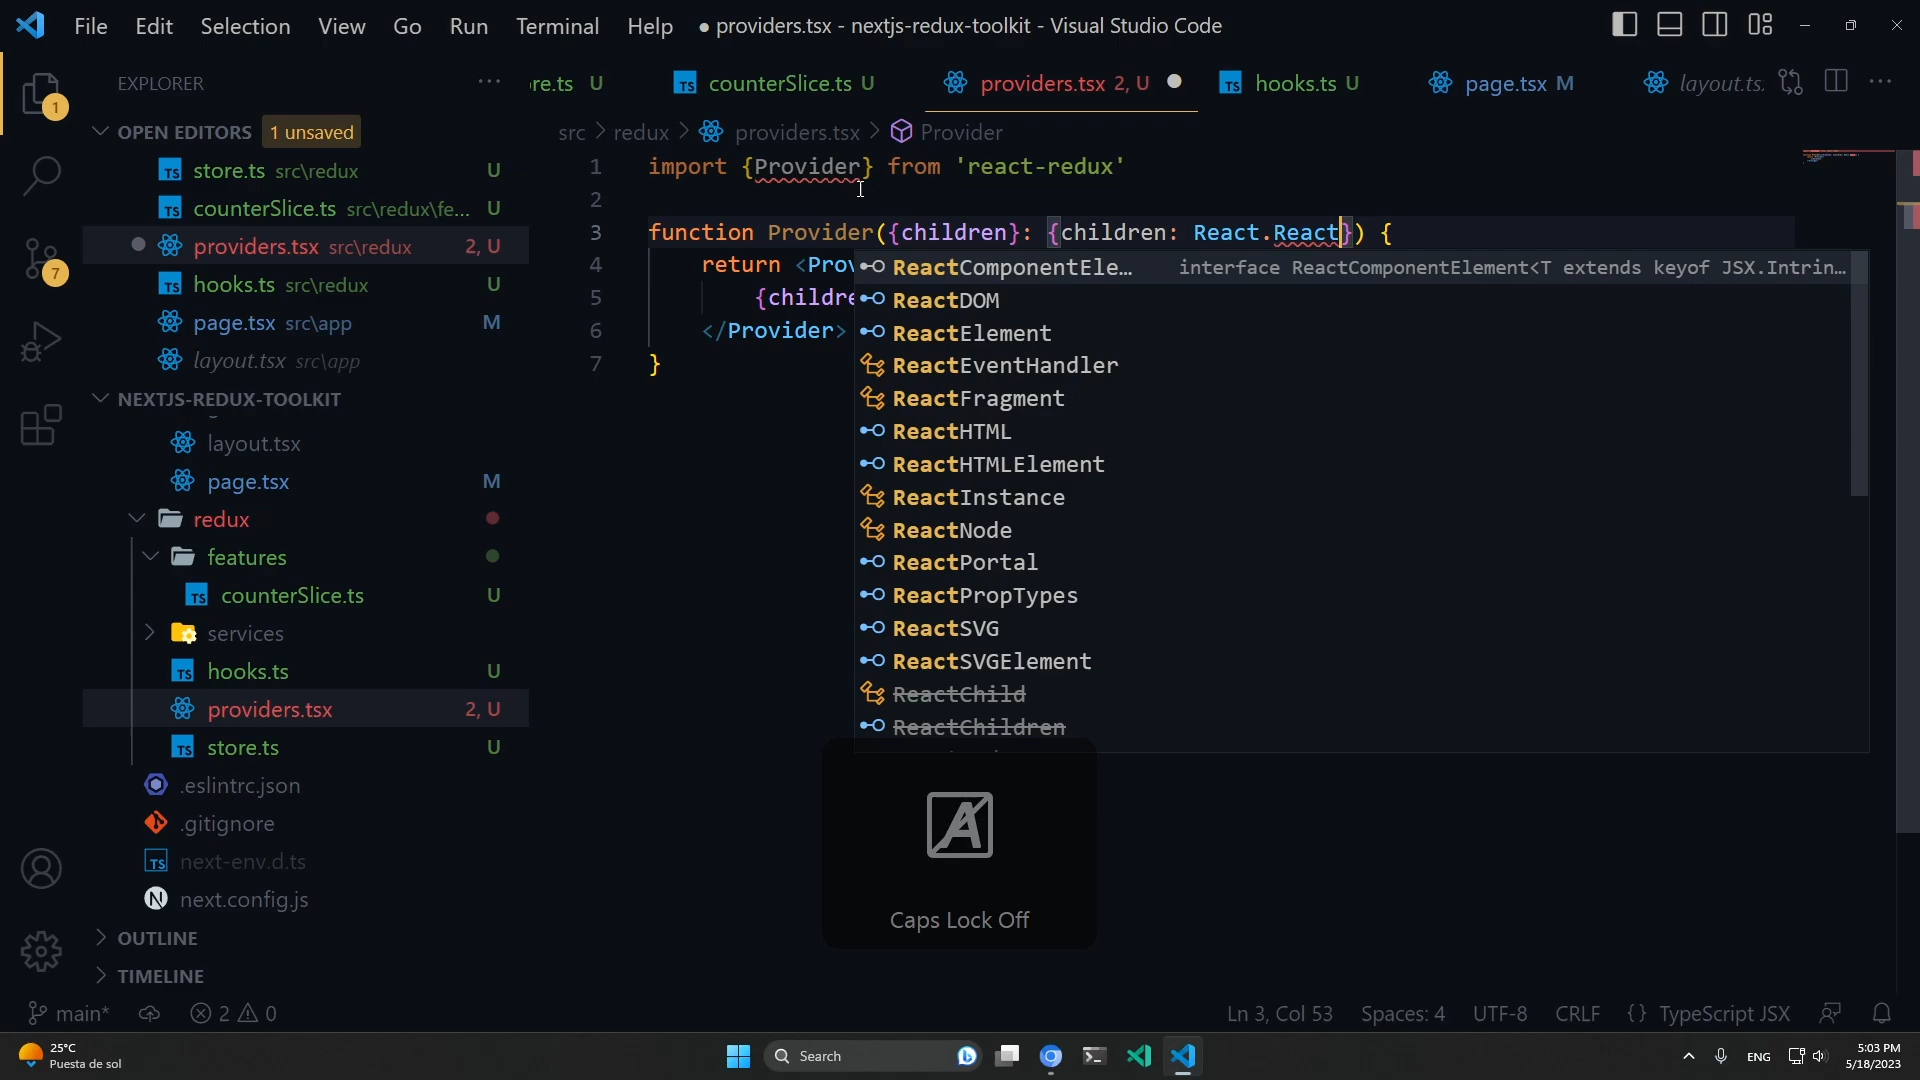 File Edit Selection View Go Run Terminal Help ● providers.tsx - nextjs-redux-toolkit - Visual Studio Code
EXPLORER ···
re.ts U counterSlice.ts U providers.tsx 2, U hooks.ts U page.tsx M layout.ts. ···
1
OPEN EDITORS 1 unsaved
src > redux > providers.tsx > Provider
store.ts src\redux U
counterSlice.ts src\redux\fe... U
providers.tsx src\redux 2, U
hooks.ts src\redux U
page.tsx src\app M
layout.tsx src\app
7
NEXTJS-REDUX-TOOLKIT
layout.tsx
page.tsx M
redux
features
counterSlice.ts U
services
hooks.ts U
providers.tsx 2, U
store.ts U
.eslintrc.json
.gitignore
next-env.d.ts
next.config.js
OUTLINE
TIMELINE
1 import {Provider} from 'react-redux'
2
3 function Provider({children}: {children: React.React}) {
4 return <Prov
5 {childre
6 </Provider>
7 }
ReactComponentEle… interface ReactComponentElement<T extends keyof JSX.Intrin…
ReactDOM
ReactElement
ReactEventHandler
ReactFragment
ReactHTML
ReactHTMLElement
ReactInstance
ReactNode
ReactPortal
ReactPropTypes
ReactSVG
ReactSVGElement
ReactChild
ReactChildren
A
Caps Lock Off
main* 2 0 Ln 3, Col 53 Spaces: 4 UTF-8 CRLF {} TypeScript JSX
25°C
Puesta de sol
Search
ENG
5:03 PM
5/18/2023